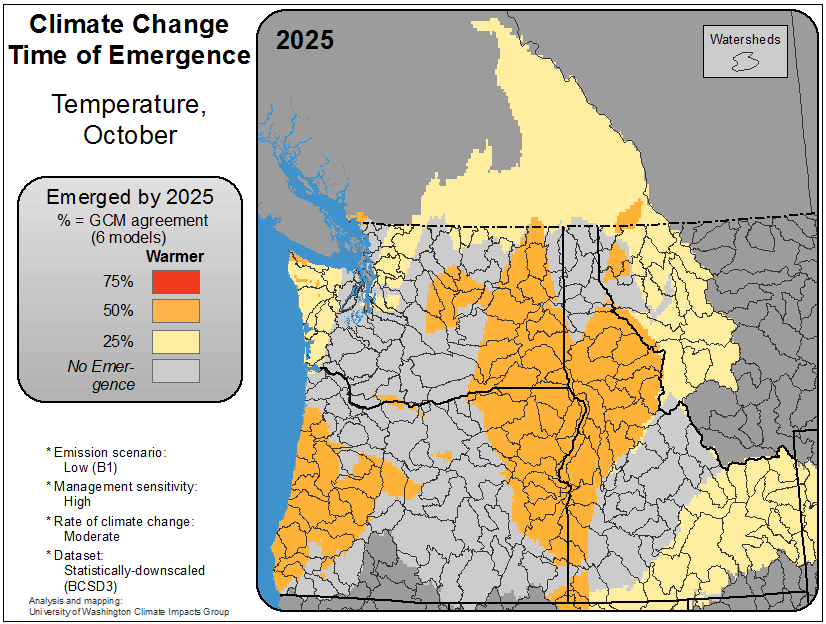 Climate Change
Time of Emergence
Temperature,
October
Emerged by 2025
% = GCM agreement
(6 models)
Warmer
75%
50%
25%
No Emer-
gence
* Emission scenario:
Low (B1)
* Management sensitivity:
High
* Rate of climate change:
Moderate
* Dataset:
Statistically-downscaled
(BCSD3)
Analysis and mapping:
University of Washington Climate Impacts Group
2025
Watersheds